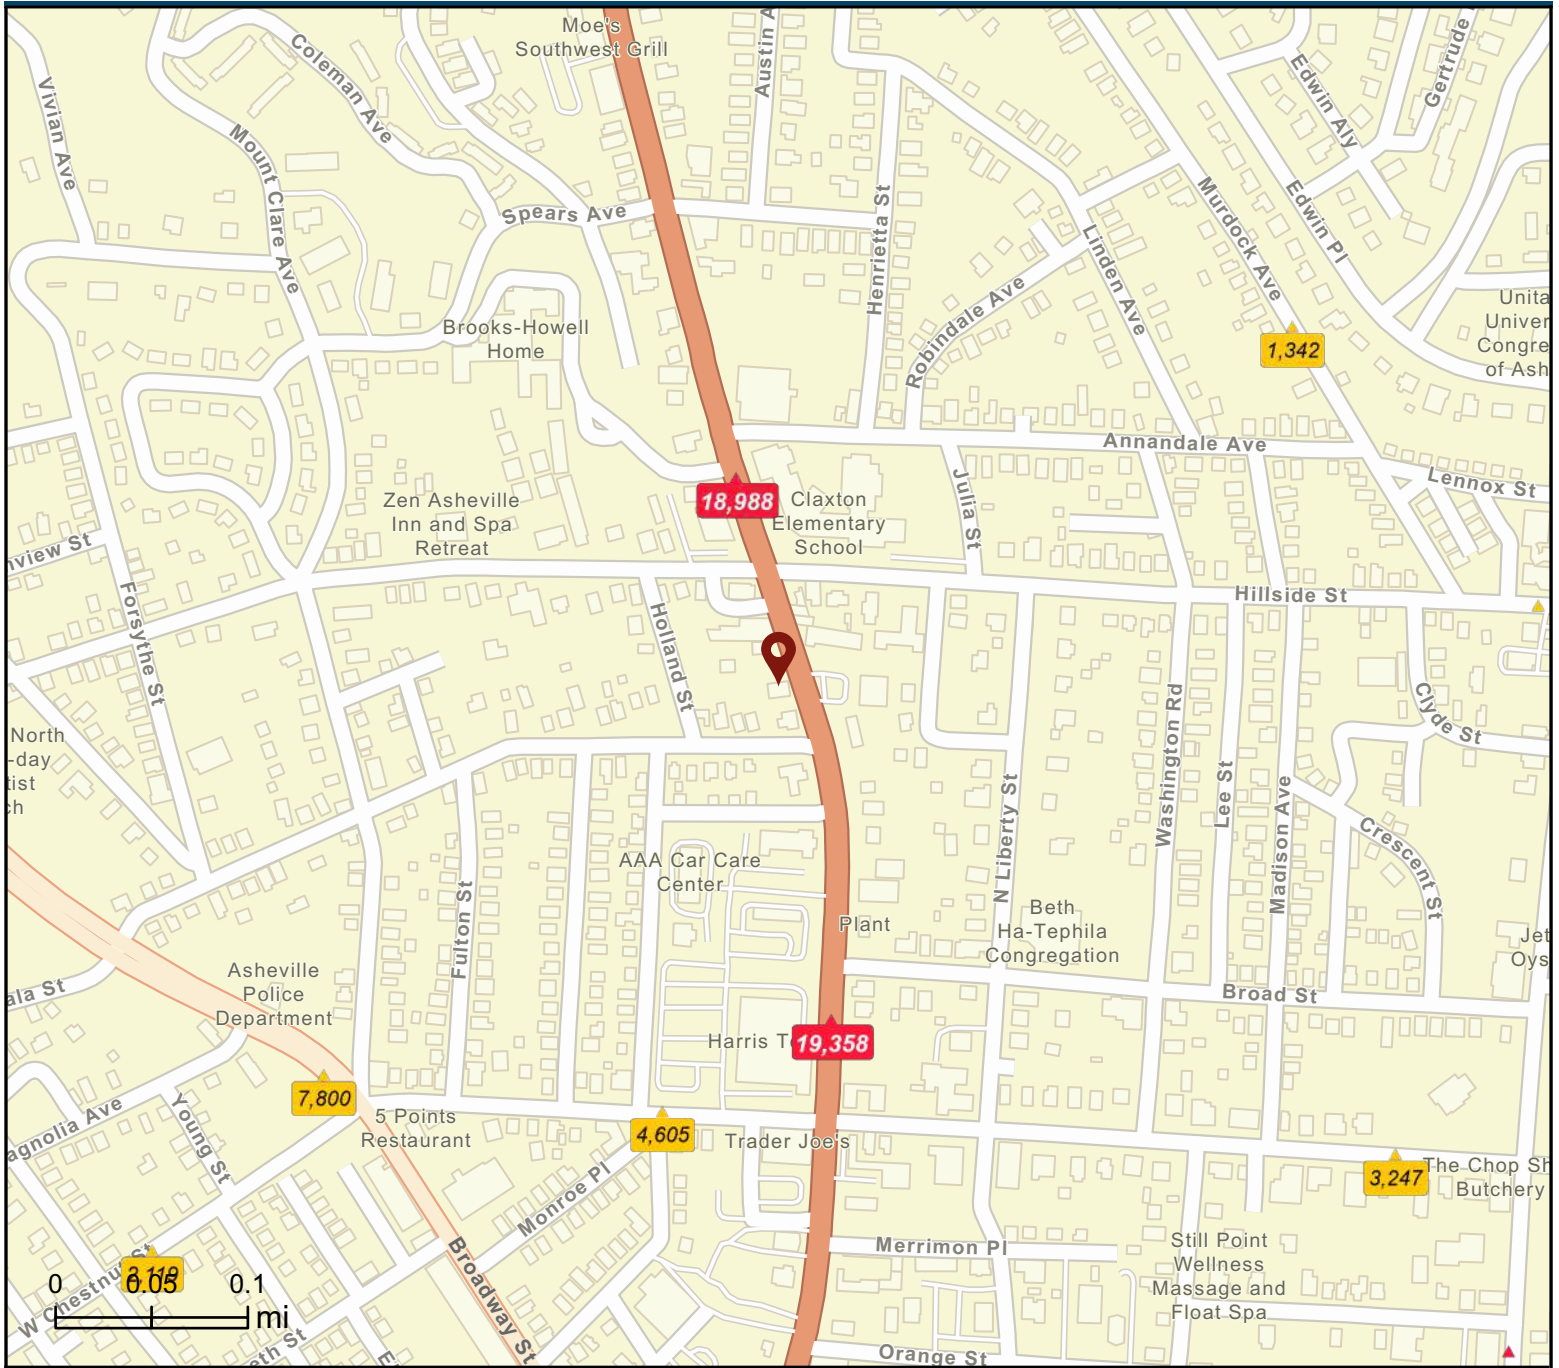 Moe's
Southwest Grill
Austin A
Gertrude
Coleman Ave
Edwin Aly
Vivian Ave
Mount Clare Ave
Murdock Ave
Edwin Pl
Spears Ave
Henrietta St
Linden Ave
Robindale Ave
Unita
Univer
Congre
of Ash
Brooks-Howell
Home
1,342
Annandale Ave
Lennox St
Julia St
18,988
Claxton
Elementary
School
Zen Asheville
Inn and Spa
Retreat
nview St
Forsythe St
Holland St
Hillside St
Clyde St
North
-day
tist
ch
Washington Rd
Lee St
Madison Ave
N Liberty St
Crescent St
AAA Car Care
Center
Fulton St
Plant
Beth
Ha-Tephila
Congregation
Jet
Oys
Asheville
Police
Department
ala St
Broad St
Harris T
19,358
7,800
5 Points
Restaurant
4,605
Trader Joe's
agnolia Ave
Young St
3,247
The Chop Sh
Butchery
Monroe Pl
Merrimon Pl
Still Point
Wellness
Massage and
Float Spa
Broadway St
W Chestnut St
0 0.05 0.1
mi
eth St
Orange St